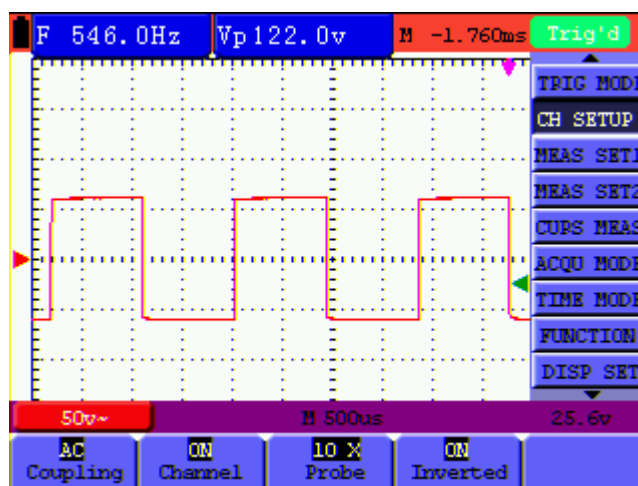 F 546.0Hz Vp122.0v M -1.760ms Trig'd
TRIG MODE
CH SETUP
MEAS SET1
MEAS SET2
CURS MEAS
ACQU MODE
TIME MODE
FUNCTION
DISP SET
50v~ M 500us 25.6v
AC ON 10 X ON
Coupling Channel Probe Inverted